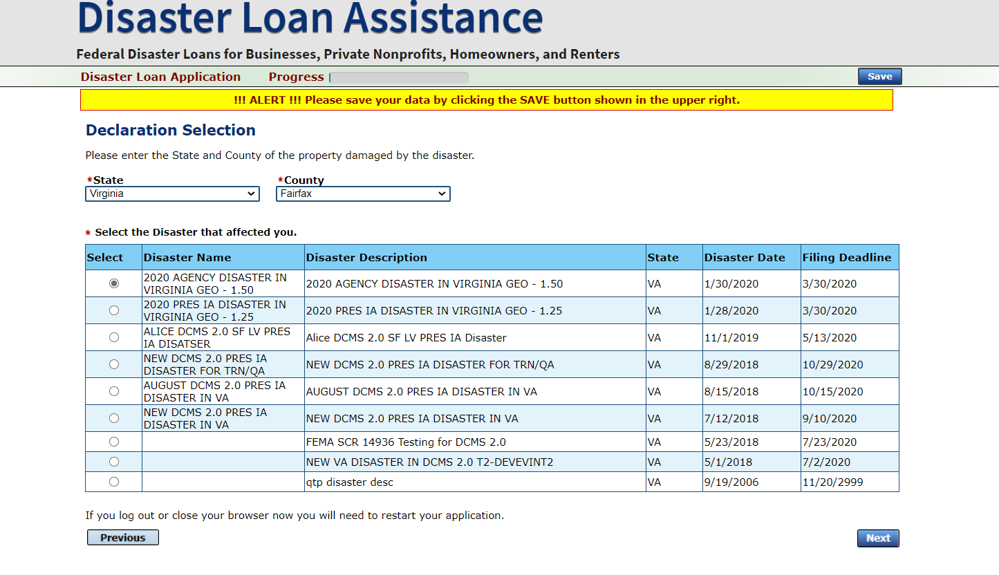 Disaster Loan Assistance
Federal Disaster Loans for Businesses, Private Nonprofits, Homeowners, and Renters
Disaster Loan Application Progress Save
!!! ALERT !!! Please save your data by clicking the SAVE button shown in the upper right.
Declaration Selection
Please enter the State and County of the property damaged by the disaster.
*State *County
Virginia Fairfax
* Select the Disaster that affected you.
Select Disaster Name Disaster Description State Disaster Date Filing Deadline
2020 AGENCY DISASTER IN
VIRGINIA GEO - 1.50 2020 AGENCY DISASTER IN VIRGINIA GEO - 1.50 VA 1/30/2020 3/30/2020
2020 PRES IA DISASTER IN
VIRGINIA GEO - 1.25 2020 PRES IA DISASTER IN VIRGINIA GEO - 1.25 VA 1/28/2020 3/30/2020
ALICE DCMS 2.0 SF LV PRES
IA DISATSER Alice DCMS 2.0 SF LV PRES IA Disaster VA 11/1/2019 5/13/2020
NEW DCMS 2.0 PRES IA
DISASTER FOR TRN/QA NEW DCMS 2.0 PRES IA DISASTER FOR TRN/QA VA 8/29/2018 10/29/2020
AUGUST DCMS 2.0 PRES IA
DISASTER IN VA AUGUST DCMS 2.0 PRES IA DISASTER IN VA VA 8/15/2018 10/15/2020
NEW DCMS 2.0 PRES IA
DISASTER IN VA NEW DCMS 2.0 PRES IA DISASTER IN VA VA 7/12/2018 9/10/2020
FEMA SCR 14936 Testing for DCMS 2.0 VA 5/23/2018 7/23/2020
NEW VA DISASTER IN DCMS 2.0 T2-DEVEVINT2 VA 5/1/2018 7/2/2020
qtp disaster desc VA 9/19/2006 11/20/2999
If you log out or close your browser now you will need to restart your application.
Previous Next